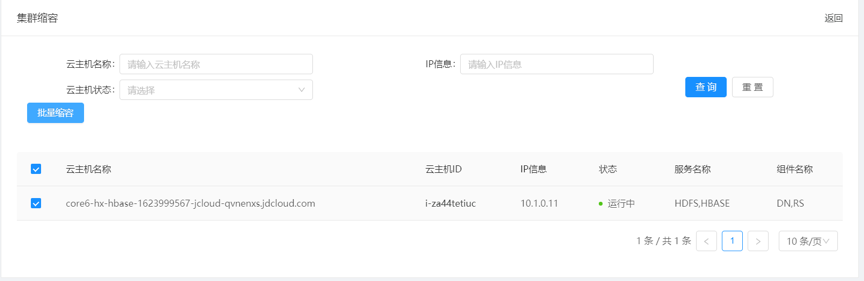 集群缩容 返回
云主机名称： 请输入云主机名称 IP信息： 请输入IP信息
云主机状态： 请选择 查 询 重 置
批量缩容
云主机名称 云主机ID IP信息 状态 服务名称 组件名称
core6-hx-hbase-1623999567-jcloud-qvnenxs.jdcloud.com i-za44tetiuc 10.1.0.11 运行中 HDFS,HBASE DN,RS
1 条 / 共 1 条 < 1 > 10 条/页